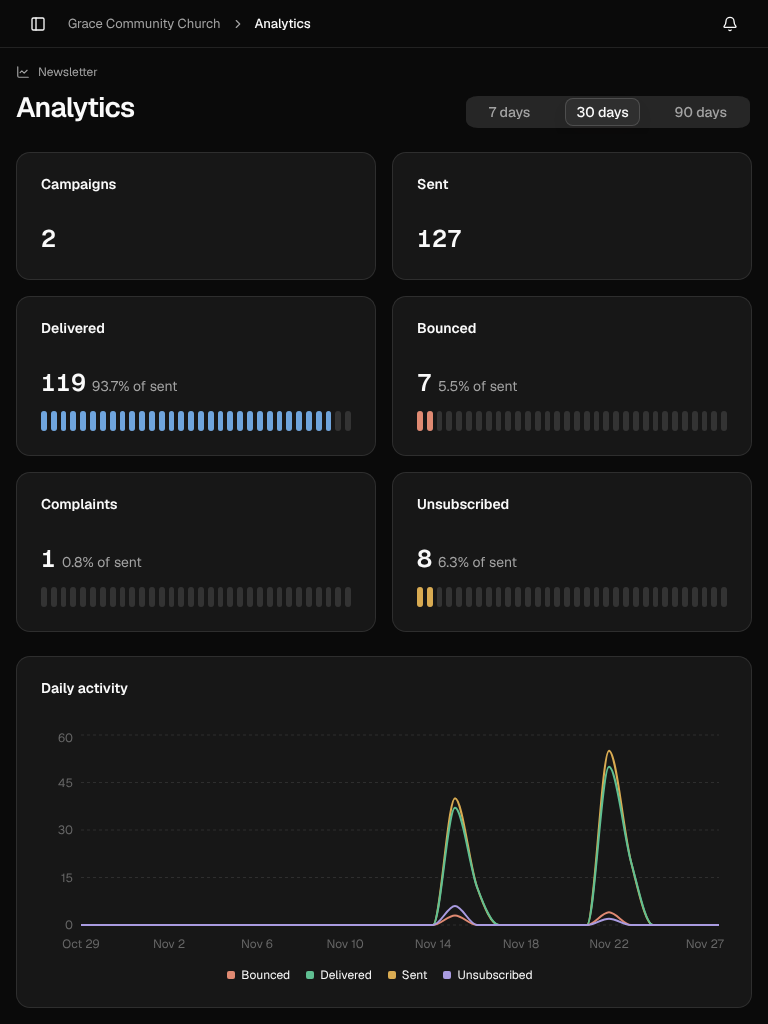 Grace Community Church > Analytics
Newsletter
Analytics
7 days 30 days 90 days
Campaigns
2
Sent
127
Delivered
119 93.7% of sent
Bounced
7 5.5% of sent
Complaints
1 0.8% of sent
Unsubscribed
8 6.3% of sent
Daily activity
60
45
30
15
0
Oct 29 Nov 2 Nov 6 Nov 10 Nov 14 Nov 18 Nov 22 Nov 27
Bounced Delivered Sent Unsubscribed